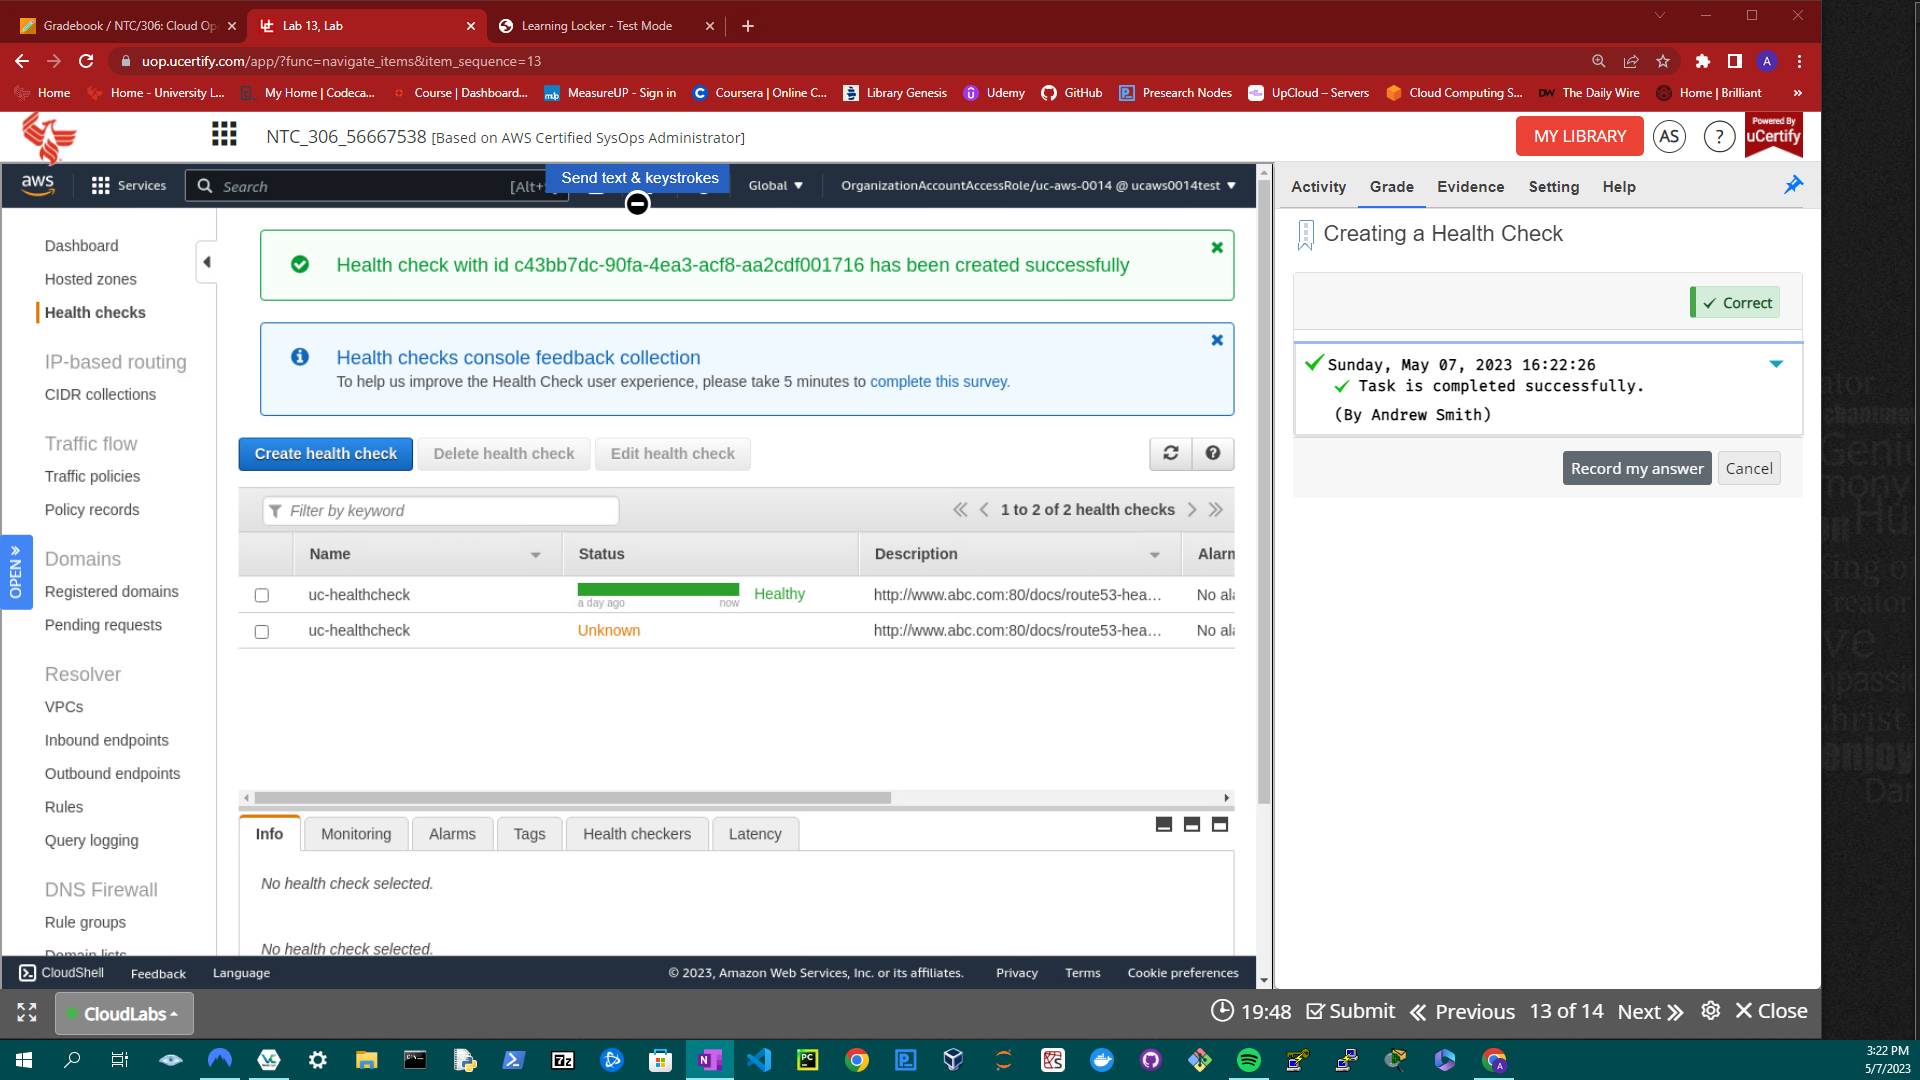 Gradebook / NTC/306: Cloud Op
Lab 13, Lab
Learning Locker - Test Mode
uop.ucertify.com/app/?func=navigate_items&item_sequence=13
A
Home
Home - University L...
My Home | Codeca...
Course | Dashboard...
MeasureUP - Sign in
Coursera | Online C...
Library Genesis
Udemy
GitHub
Presearch Nodes
UpCloud – Servers
Cloud Computing S...
The Daily Wire
Home | Brilliant
NTC_306_56667538 [Based on AWS Certified SysOps Administrator]
MY LIBRARY
AS
?
Powered By
uCertify
aws
Services
Search
[Alt+
Send text & keystrokes
Global
OrganizationAccountAccessRole/uc-aws-0014 @ ucaws0014test
Activity
Grade
Evidence
Setting
Help
Dashboard
Hosted zones
Health checks
IP-based routing
CIDR collections
Traffic flow
Traffic policies
Policy records
Domains
Registered domains
Pending requests
Resolver
VPCs
Inbound endpoints
Outbound endpoints
Rules
Query logging
DNS Firewall
Rule groups
Domain lists
OPEN »
Health check with id c43bb7dc-90fa-4ea3-acf8-aa2cdf001716 has been created successfully
Health checks console feedback collection
To help us improve the Health Check user experience, please take 5 minutes to complete this survey.
Create health check
Delete health check
Edit health check
Filter by keyword
1 to 2 of 2 health checks
Name
Status
Description
Alarm
uc-healthcheck
a day ago
now
Healthy
http://www.abc.com:80/docs/route53-hea...
No ala
uc-healthcheck
Unknown
http://www.abc.com:80/docs/route53-hea...
No ala
Info
Monitoring
Alarms
Tags
Health checkers
Latency
No health check selected.
No health check selected.
CloudShell
Feedback
Language
© 2023, Amazon Web Services, Inc. or its affiliates.
Privacy
Terms
Cookie preferences
Creating a Health Check
Correct
Sunday, May 07, 2023 16:22:26
Task is completed successfully.
(By Andrew Smith)
Record my answer
Cancel
CloudLabs
19:48
Submit
Previous
13 of 14
Next
Close
3:22 PM
5/7/2023